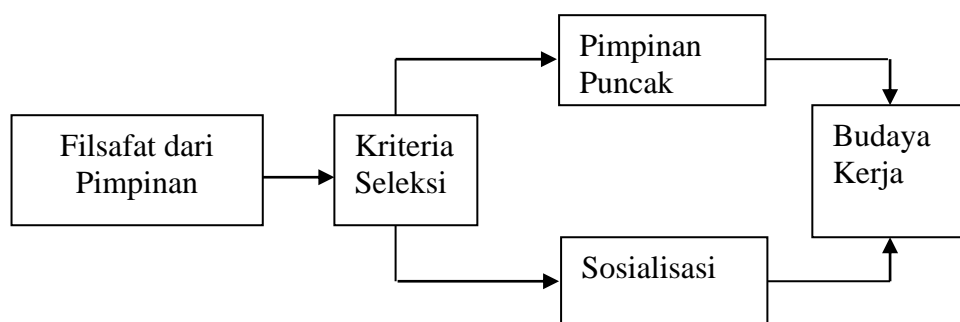 Filsafat dari
Pimpinan
Kriteria
Seleksi
Pimpinan
Puncak
Sosialisasi
Budaya
Kerja